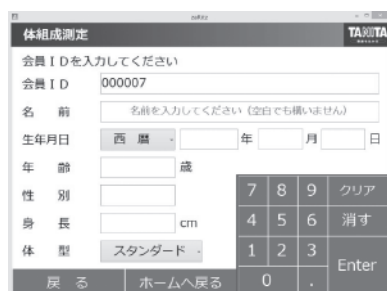 体組成測定 TANITA
会員IDを入力してください
会員ID 000007
名 前 名前を入力してください(空白でも構いません)
生年月日 西 暦 年 月 日
年 齢 歳
性 別
身 長 cm
体 型 スタンダード
7 8 9 クリア
4 5 6 消す
1 2 3 Enter
0 .
戻 る ホームへ戻る